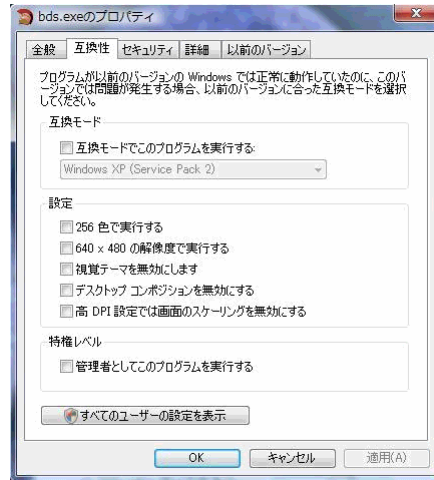 bds.exeのプロパティ
全般 互換性 セキュリティ 詳細 以前のバージョン
プログラムが以前のバージョンの Windows では正常に動作していたのに、このバ
ージョンでは問題が発生する場合、以前のバージョンに合った互換モードを選択
してください。
互換モード
互換モードでこのプログラムを実行する:
Windows XP (Service Pack 2)
設定
256 色で実行する
640 x 480 の解像度で実行する
視覚テーマを無効にします
デスクトップ コンポジションを無効にする
高 DPI 設定では画面のスケーリングを無効にする
特権レベル
管理者としてこのプログラムを実行する
すべてのユーザーの設定を表示
OK キャンセル 適用(A)